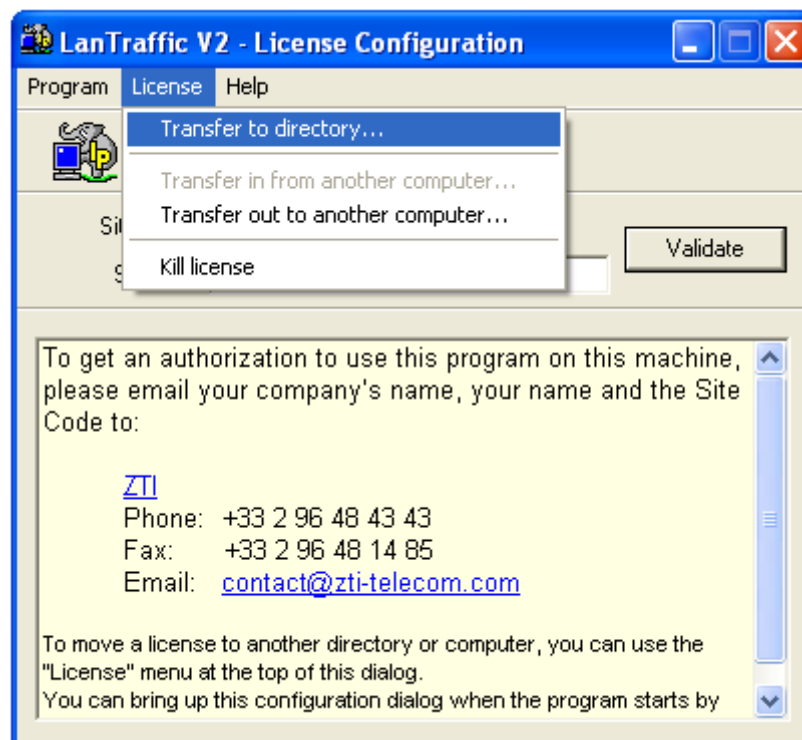 LanTraffic V2 - License Configuration
Program License Help
Transfer to directory...
Transfer in from another computer...
Transfer out to another computer...
Kill license
Validate
To get an authorization to use this program on this machine,
please email your company's name, your name and the Site
Code to:
ZTI
Phone: +33 2 96 48 43 43
Fax: +33 2 96 48 14 85
Email: contact@zti-telecom.com
To move a license to another directory or computer, you can use the
"License" menu at the top of this dialog.
You can bring up this configuration dialog when the program starts by